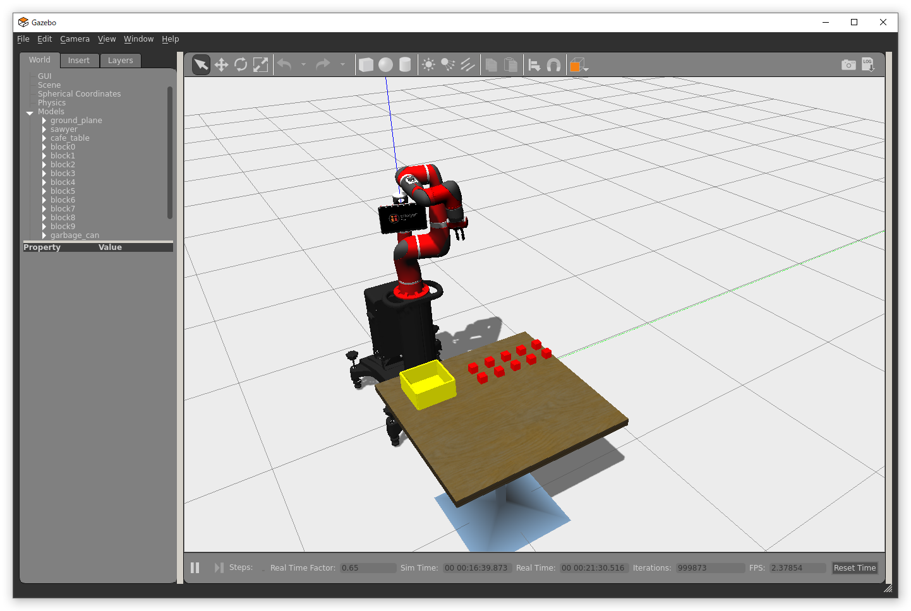 Gazebo
File Edit Camera View Window Help
World Insert Layers
GUI
Scene
Spherical Coordinates
Physics
Models
ground_plane
sawyer
cafe_table
block0
block1
block2
block3
block4
block5
block6
block7
block8
block9
garbage_can
Property Value
Steps: Real Time Factor: 0.65 Sim Time: 00 00:16:39.873 Real Time: 00 00:21:30.516 Iterations: 999873 FPS: 2.37854 Reset Time